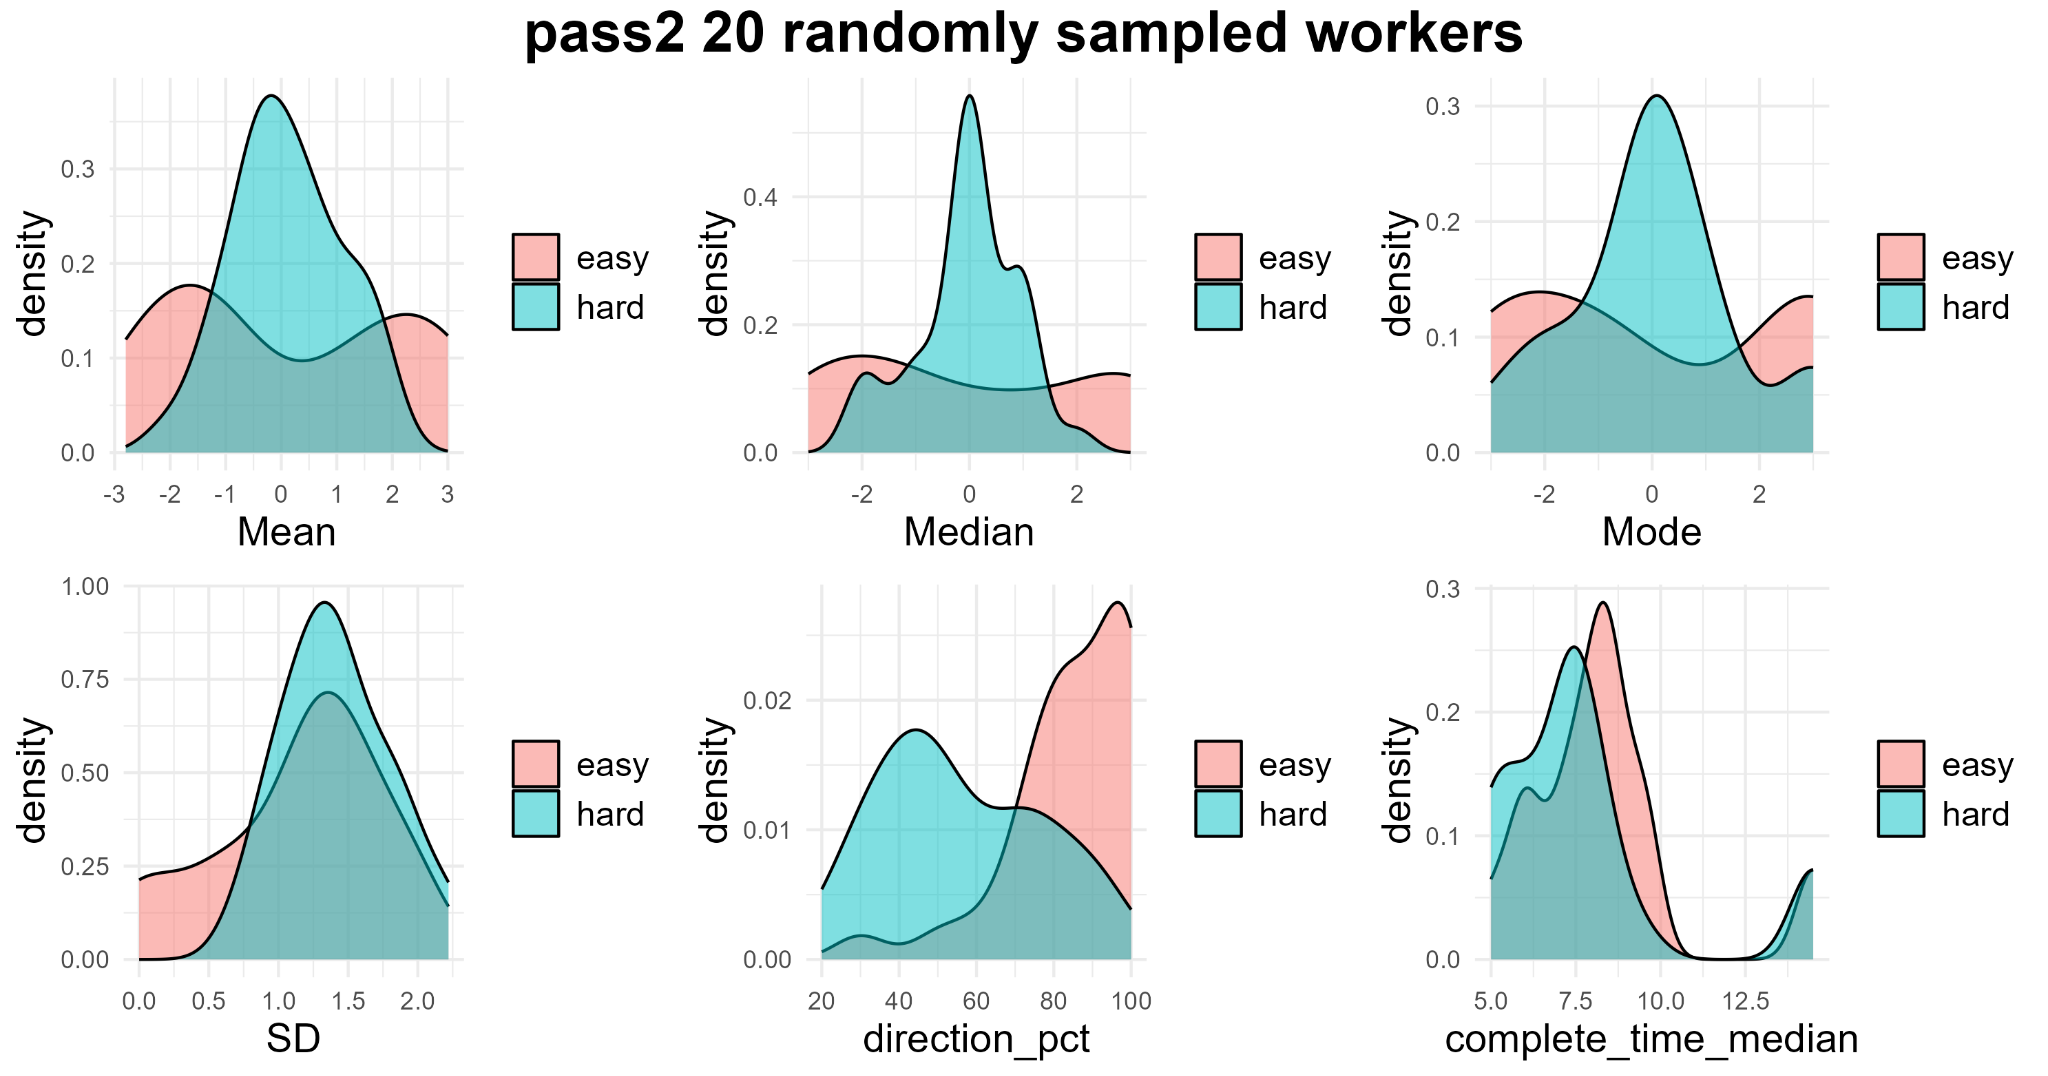 pass2 20 randomly sampled workers
density
0.3
0.2
0.1
0.0
-3 -2 -1 0 1 2 3
Mean
easy
hard
density
0.4
0.2
0.0
-2 0 2
Median
easy
hard
density
0.3
0.2
0.1
0.0
-2 0 2
Mode
easy
hard
density
1.00
0.75
0.50
0.25
0.00
0.0 0.5 1.0 1.5 2.0
SD
easy
hard
density
0.02
0.01
0.00
20 40 60 80 100
direction_pct
easy
hard
density
0.3
0.2
0.1
0.0
5.0 7.5 10.0 12.5
complete_time_median
easy
hard